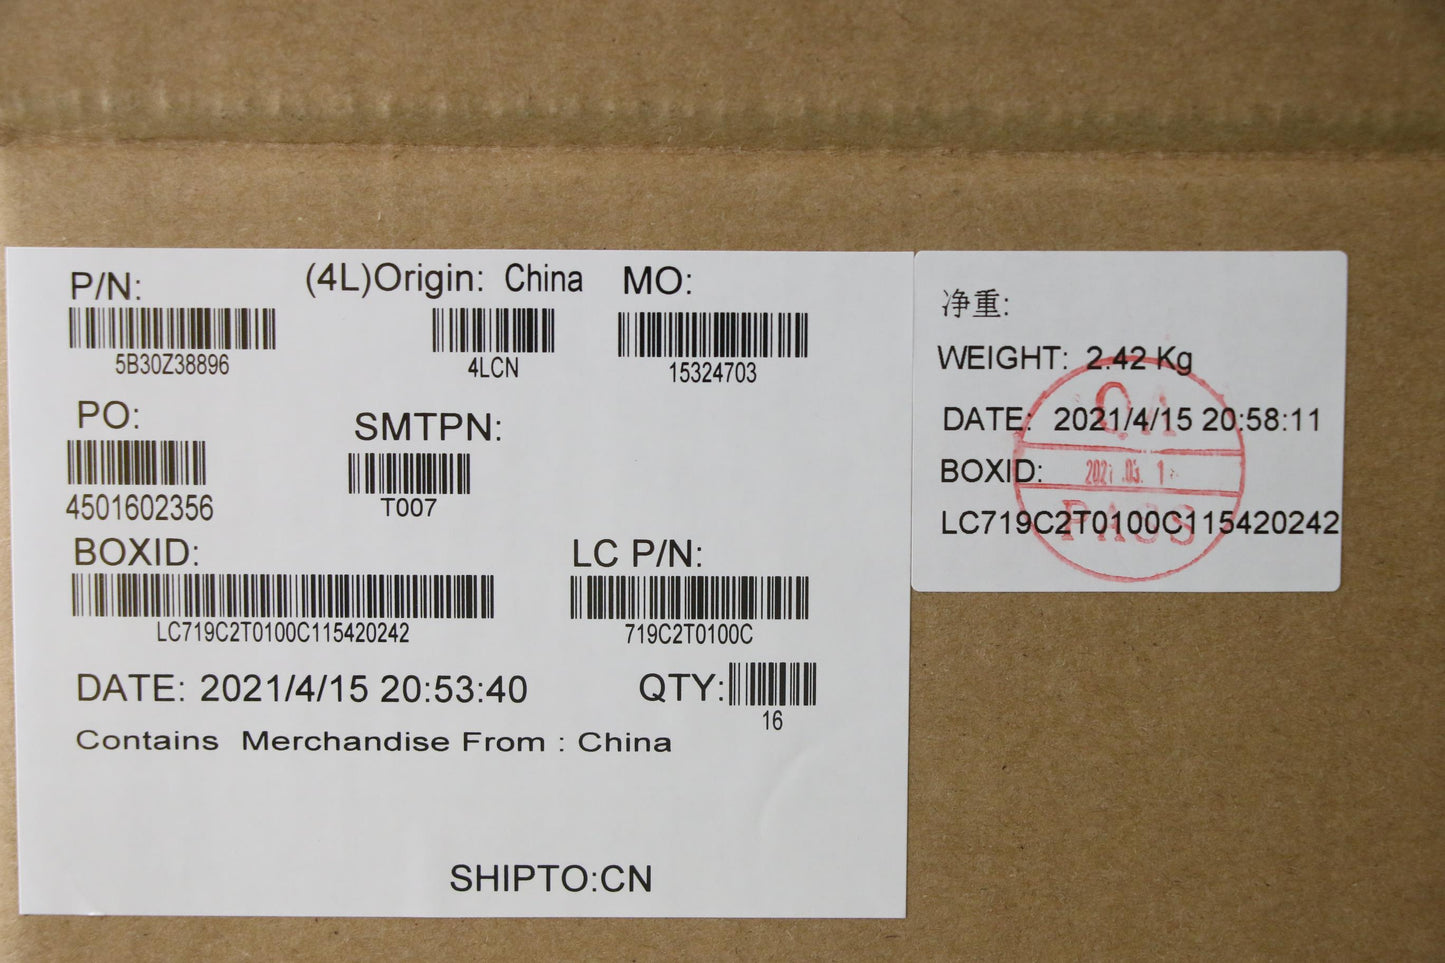 P/N:
(4L)Origin: China
MO:
5B30Z38896
4LCN
15324703
PO:
SMTPN:
4501602356
T007
BOXID:
LC P/N:
LC719C2T0100C115420242
719C2T0100C
DATE: 2021/4/15 20:53:40
QTY:
16
Contains Merchandise From : China
SHIPTO:CN
净重:
WEIGHT: 2.42 Kg
DATE: 2021/4/15 20:58:11
BOXID:
LC719C2T0100C115420242
QA
PASS